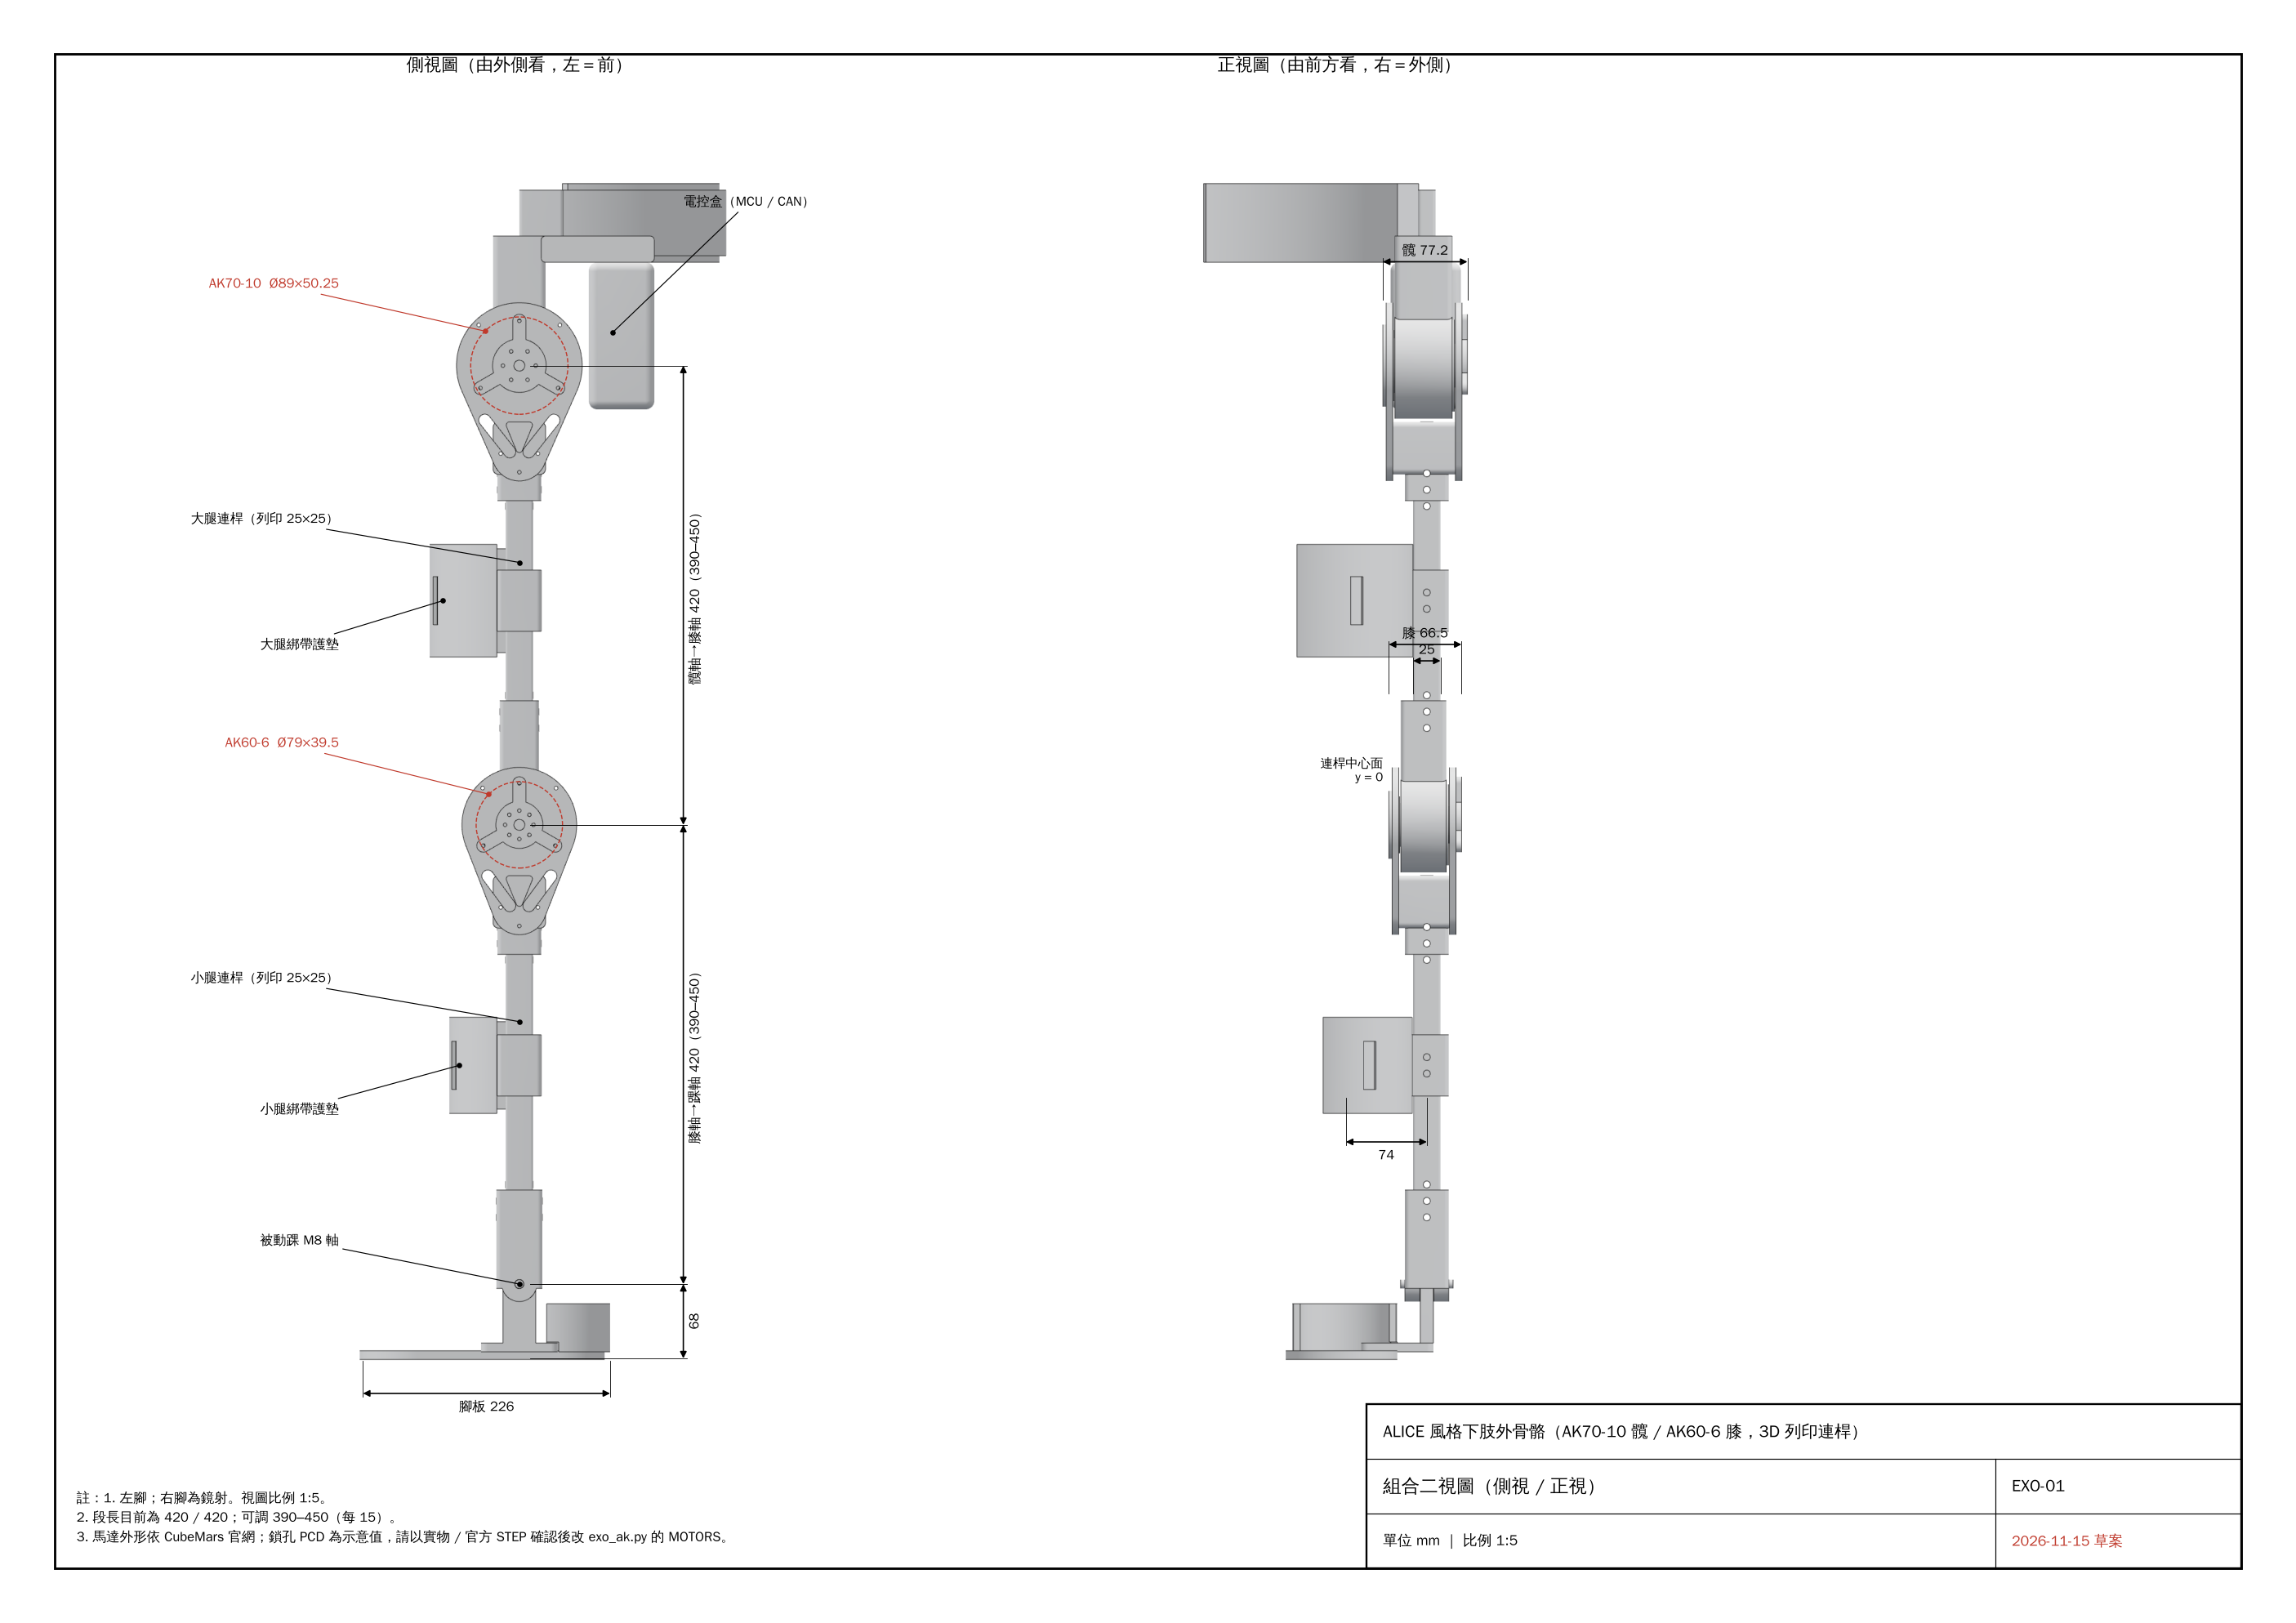 側視圖（由外側看，左＝前）
正視圖（由前方看，右＝外側）
電控盒（MCU / CAN）
AK70-10 Ø89×50.25
髖 77.2
大腿連桿（列印 25×25）
髖軸→膝軸 420（390–450）
大腿綁帶護墊
膝 66.5
25
AK60-6 Ø79×39.5
連桿中心面
y = 0
小腿連桿（列印 25×25）
膝軸→踝軸 420（390–450）
小腿綁帶護墊
74
被動踝 M8 軸
68
腳板 226
ALICE 風格下肢外骨骼（AK70-10 髖 / AK60-6 膝，3D 列印連桿）
組合二視圖（側視 / 正視）
EXO-01
單位 mm ｜ 比例 1:5
2026-11-15 草案
註：1. 左腳；右腳為鏡射。視圖比例 1:5。
2. 段長目前為 420 / 420；可調 390–450（每 15）。
3. 馬達外形依 CubeMars 官網；鎖孔 PCD 為示意值，請以實物 / 官方 STEP 確認後改 exo_ak.py 的 MOTORS。